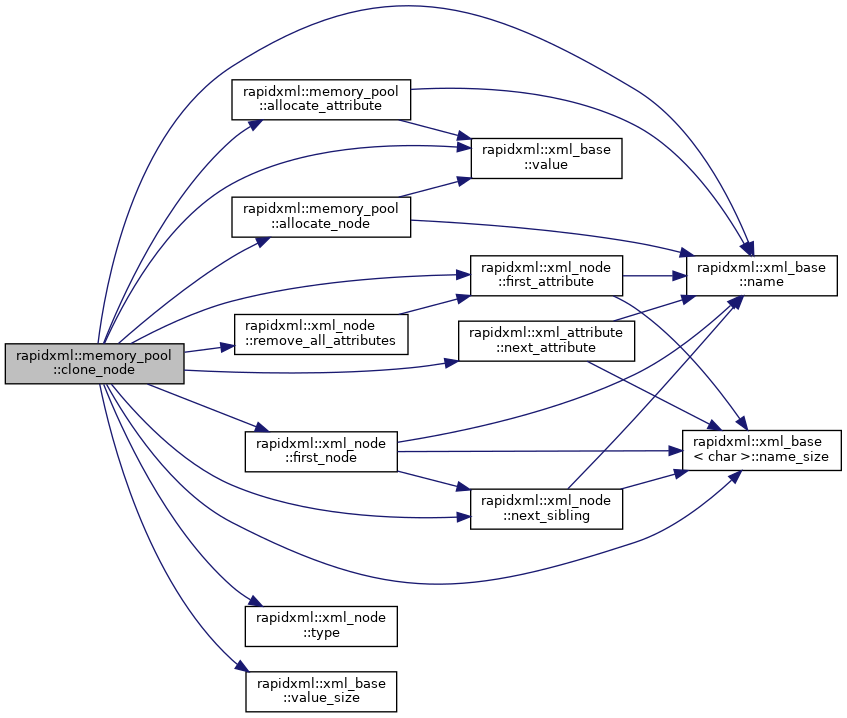 rapidxml::memory_pool
::clone_node
rapidxml::memory_pool
::allocate_attribute
rapidxml::xml_base
::value
rapidxml::memory_pool
::allocate_node
rapidxml::xml_node
::first_attribute
rapidxml::xml_base
::name
rapidxml::xml_node
::remove_all_attributes
rapidxml::xml_attribute
::next_attribute
rapidxml::xml_node
::first_node
rapidxml::xml_base
< char >::name_size
rapidxml::xml_node
::next_sibling
rapidxml::xml_node
::type
rapidxml::xml_base
::value_size